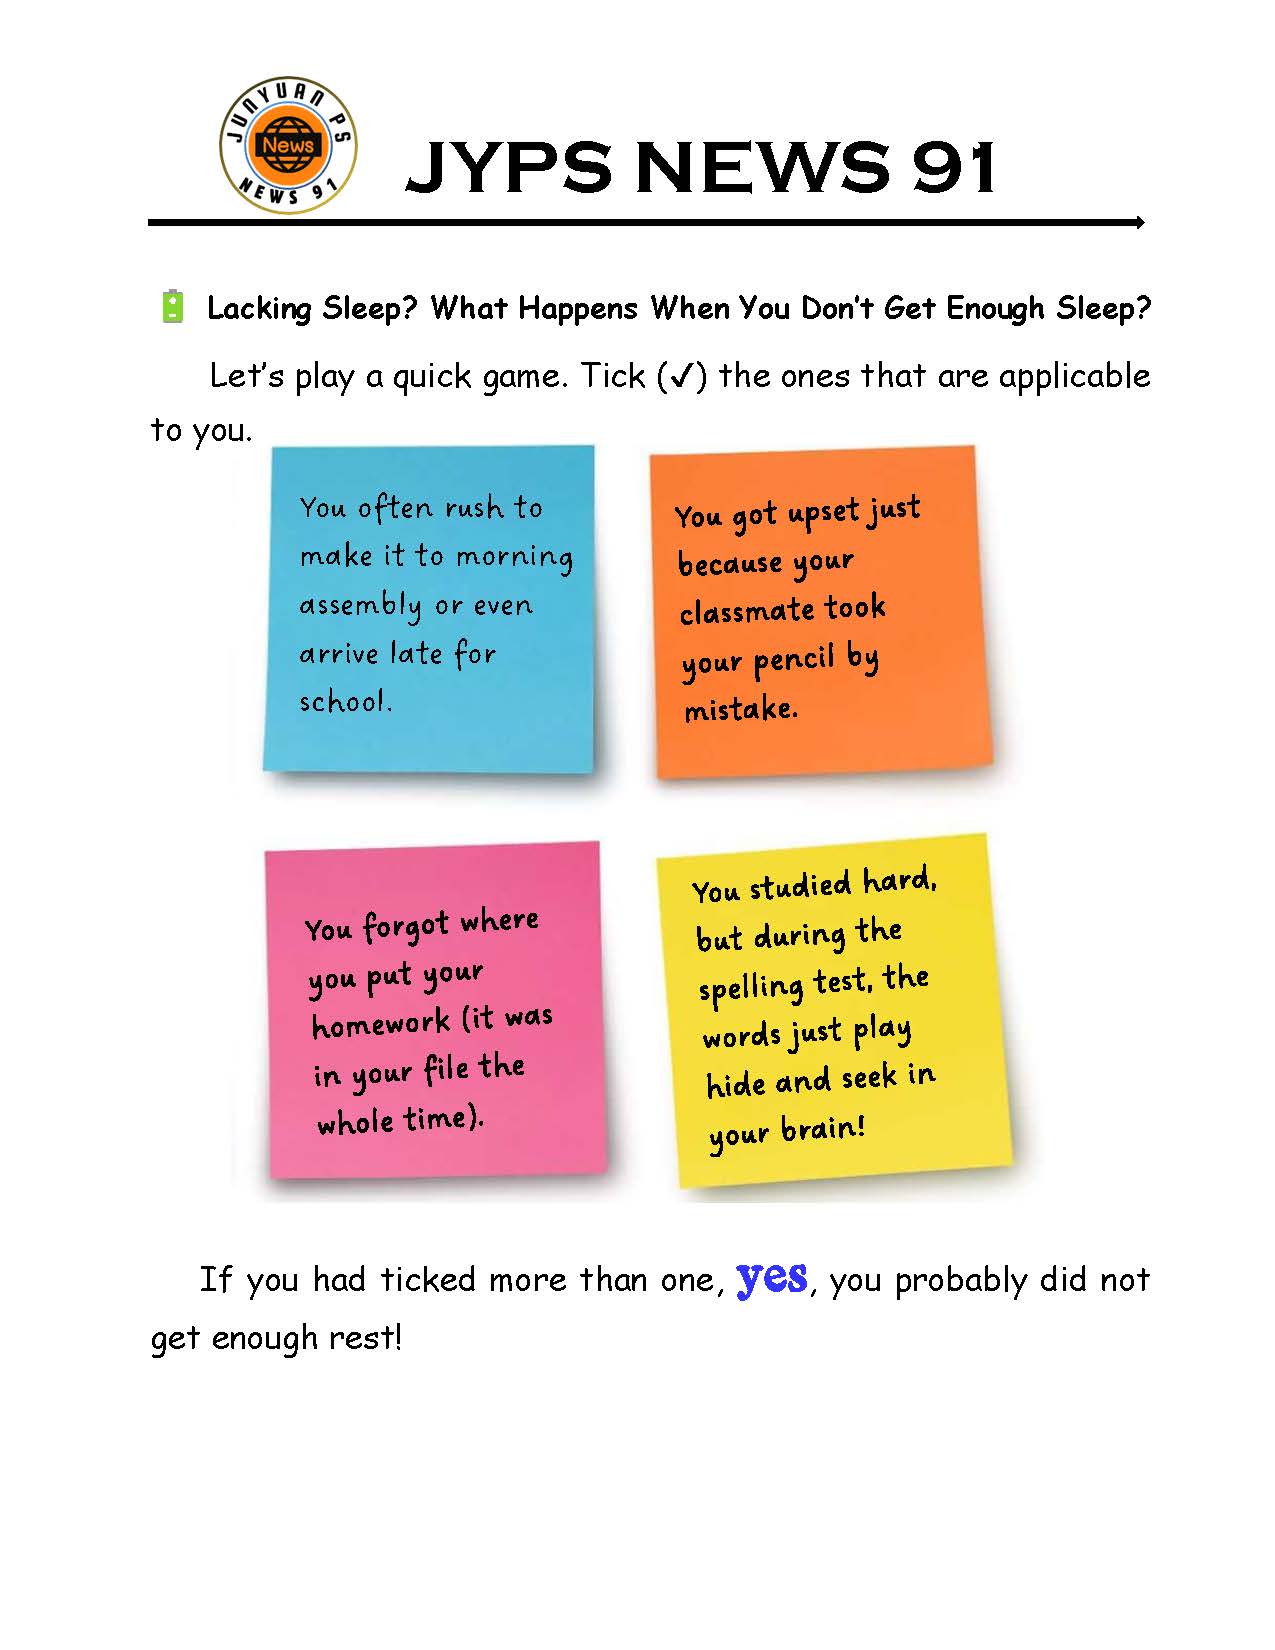 JUNYUAN PS
News
NEWS 91
JYPS NEWS 91
Lacking Sleep? What Happens When You Don't Get Enough Sleep?
Let's play a quick game. Tick (✓) the ones that are applicable
to you.
You often rush to
make it to morning
assembly or even
arrive late for
school.
You got upset just
because your
classmate took
your pencil by
mistake.
You forgot where
you put your
homework (it was
in your file the
whole time).
You studied hard,
but during the
spelling test, the
words just play
hide and seek in
your brain!
If you had ticked more than one, yes, you probably did not
get enough rest!